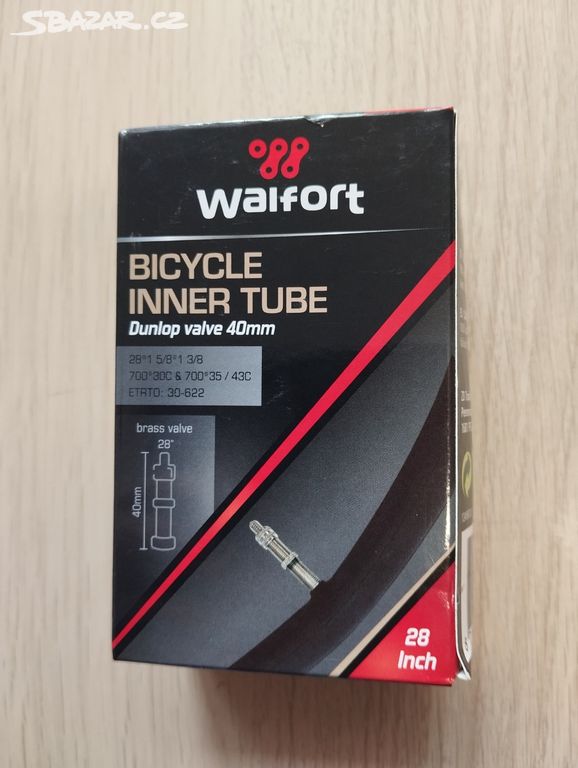 SBAZAR.CZ
Walfort
BICYCLE
INNER TUBE
Dunlop valve 40mm
28*1 5/8*1 3/8
700*30C & 700*35 / 43C
ETRTO: 30-622
brass valve
28"
40mm
28
Inch